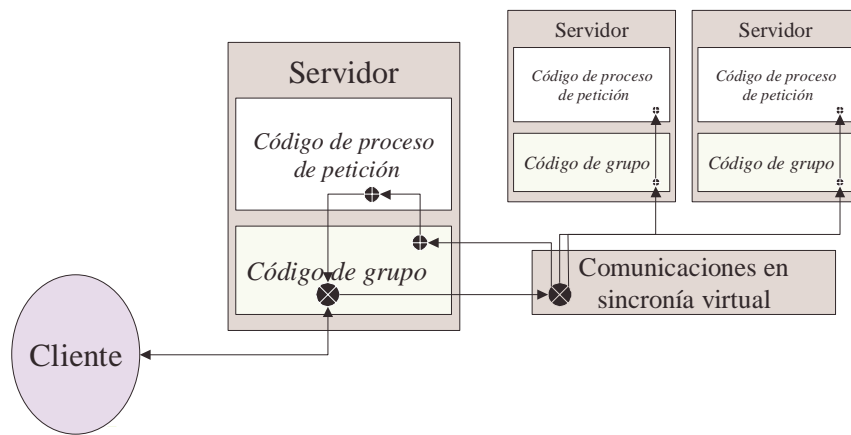 Servidor
Código de proceso
de petición
Código de grupo
Servidor
Código de proceso
de petición
Código de grupo
Servidor
Código de proceso
de petición
Código de grupo
Comunicaciones en
sincronía virtual
Cliente